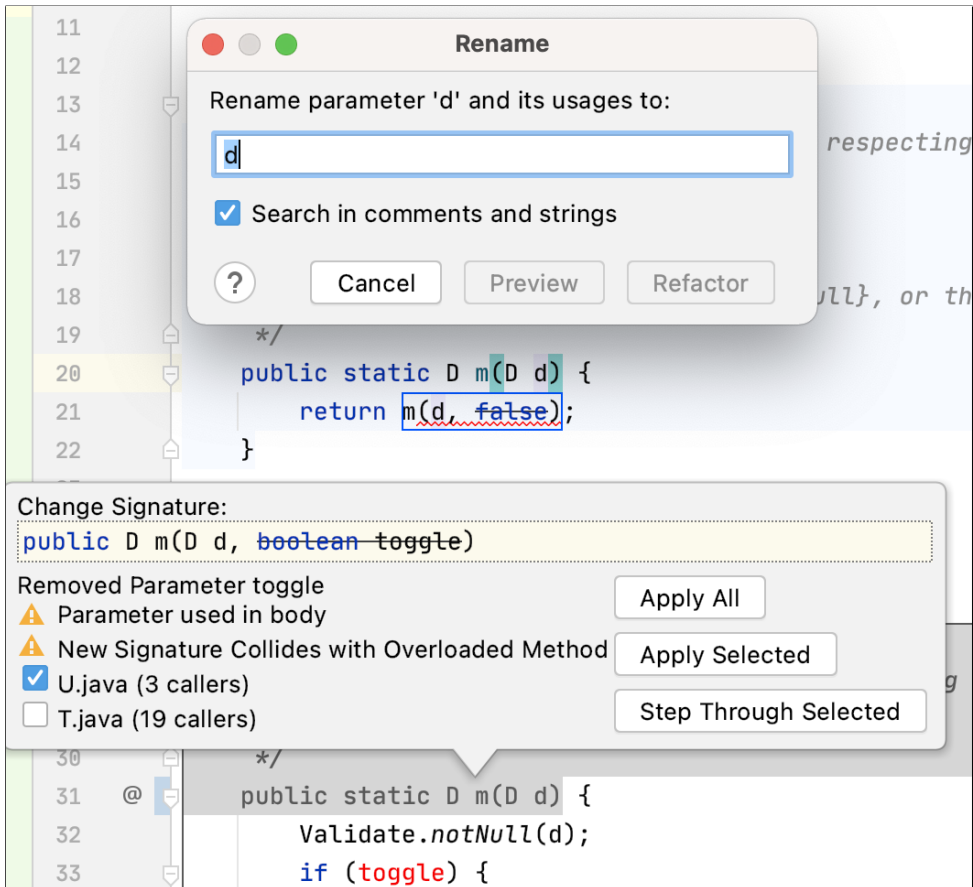 11
Rename
12
Rename parameter 'd' and its usages to:
13
14 respecting
d
15
16 Search in comments and strings
17
? Cancel Preview Refactor
18 ull}, or th
19 */
20 public static D m(D d) {
21 return m(d, false);
22 }
Change Signature:
public D m(D d, boolean toggle)
Removed Parameter toggle
Apply All
Parameter used in body
New Signature Collides with Overloaded Method
Apply Selected
U.java (3 callers)
g
T.java (19 callers)
Step Through Selected
30 */
31 @ public static D m(D d) {
32 Validate.notNull(d);
33 if (toggle) {